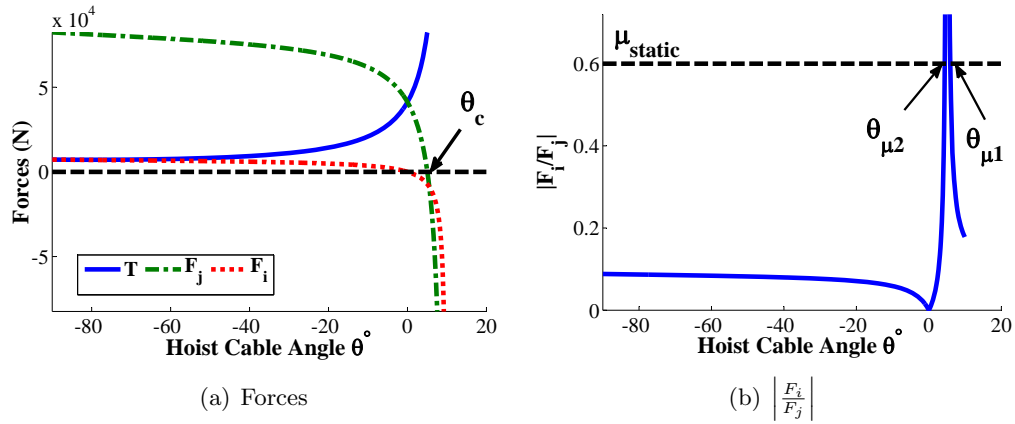 x 10⁴
5
0
-5
Forces (N)
θc
T Fj Fi
-80 -60 -40 -20 0 20
Hoist Cable Angle θ°
(a) Forces
μstatic
0.6
0.4
0.2
0
|Fi/Fj|
θμ2
θμ1
-80 -60 -40 -20 0 20
Hoist Cable Angle θ°
(b) |Fi/Fj|